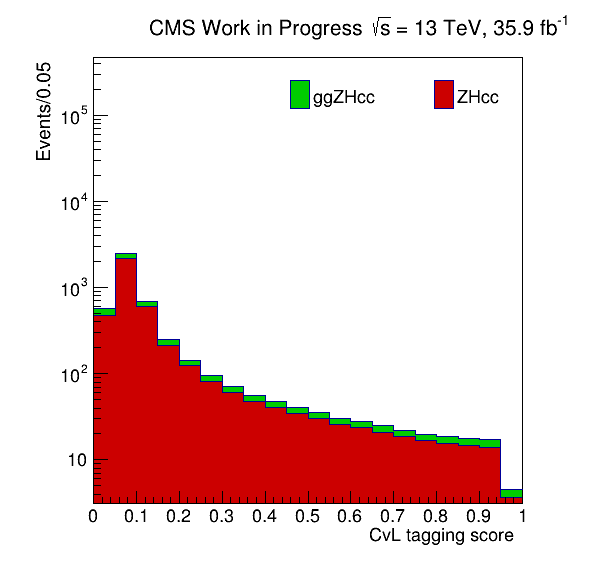 CMS Work in Progress √s = 13 TeV, 35.9 fb⁻¹
Events/0.05
ggZHcc ZHcc
10⁵
10⁴
10³
10²
10
0 0.1 0.2 0.3 0.4 0.5 0.6 0.7 0.8 0.9 1
CvL tagging score